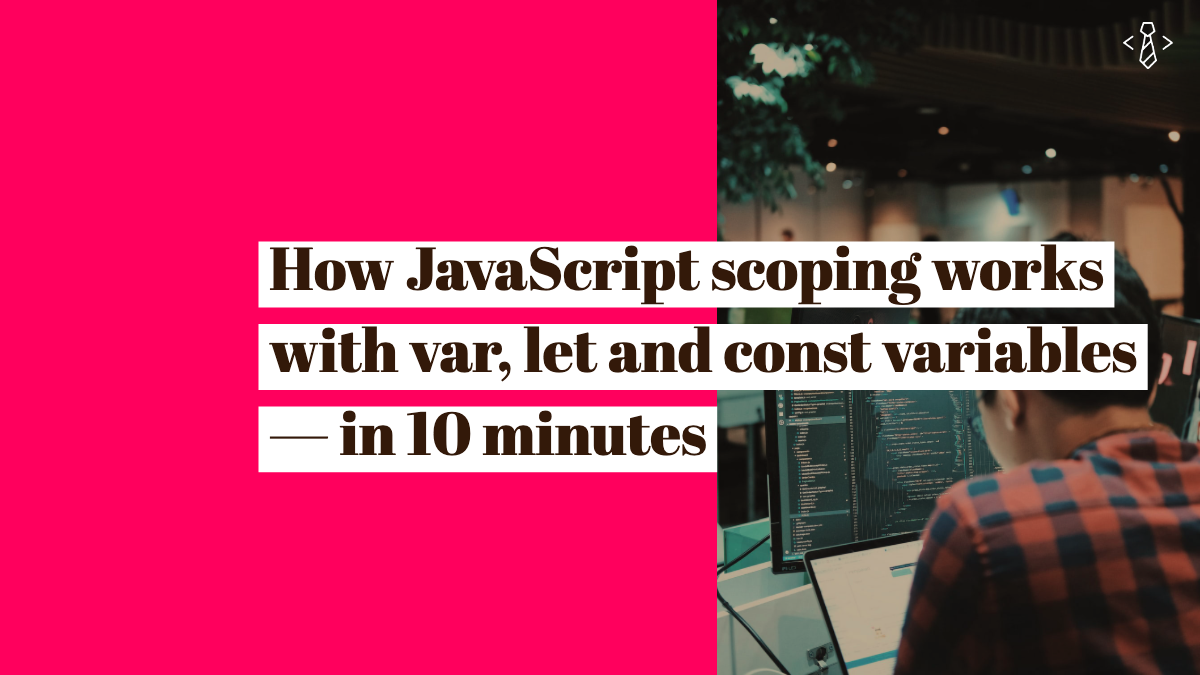 How JavaScript scoping works
with var, let and const variables
— in 10 minutes